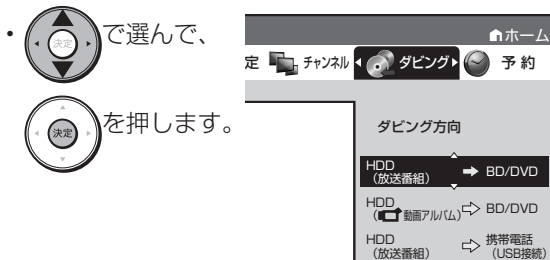 ・で選んで、
決定
を押します。
決定
ホーム
定 チャンネル ダビング 予約
ダビング方向
HDD
(放送番組) ➡ BD/DVD
HDD
(動画アルバム) ⇨ BD/DVD
HDD
(放送番組) ⇨ 携帯電話
(USB接続)